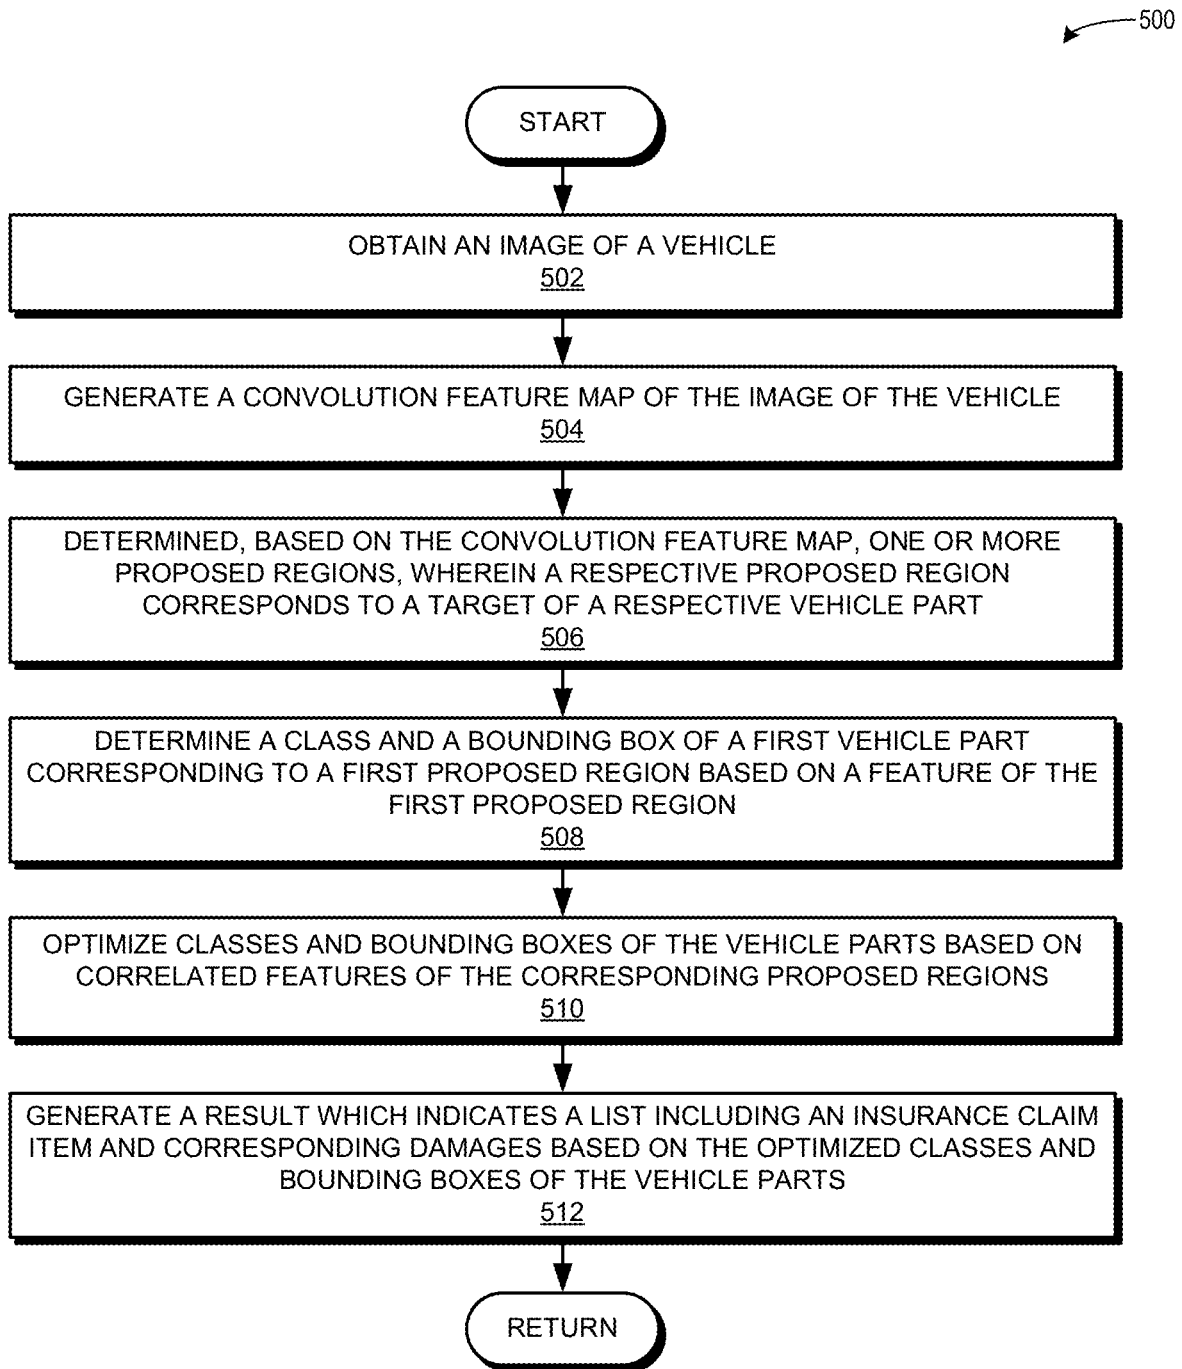 500
START
OBTAIN AN IMAGE OF A VEHICLE
502
GENERATE A CONVOLUTION FEATURE MAP OF THE IMAGE OF THE VEHICLE
504
DETERMINED, BASED ON THE CONVOLUTION FEATURE MAP, ONE OR MORE
PROPOSED REGIONS, WHEREIN A RESPECTIVE PROPOSED REGION
CORRESPONDS TO A TARGET OF A RESPECTIVE VEHICLE PART
506
DETERMINE A CLASS AND A BOUNDING BOX OF A FIRST VEHICLE PART
CORRESPONDING TO A FIRST PROPOSED REGION BASED ON A FEATURE OF THE
FIRST PROPOSED REGION
508
OPTIMIZE CLASSES AND BOUNDING BOXES OF THE VEHICLE PARTS BASED ON
CORRELATED FEATURES OF THE CORRESPONDING PROPOSED REGIONS
510
GENERATE A RESULT WHICH INDICATES A LIST INCLUDING AN INSURANCE CLAIM
ITEM AND CORRESPONDING DAMAGES BASED ON THE OPTIMIZED CLASSES AND
BOUNDING BOXES OF THE VEHICLE PARTS
512
RETURN